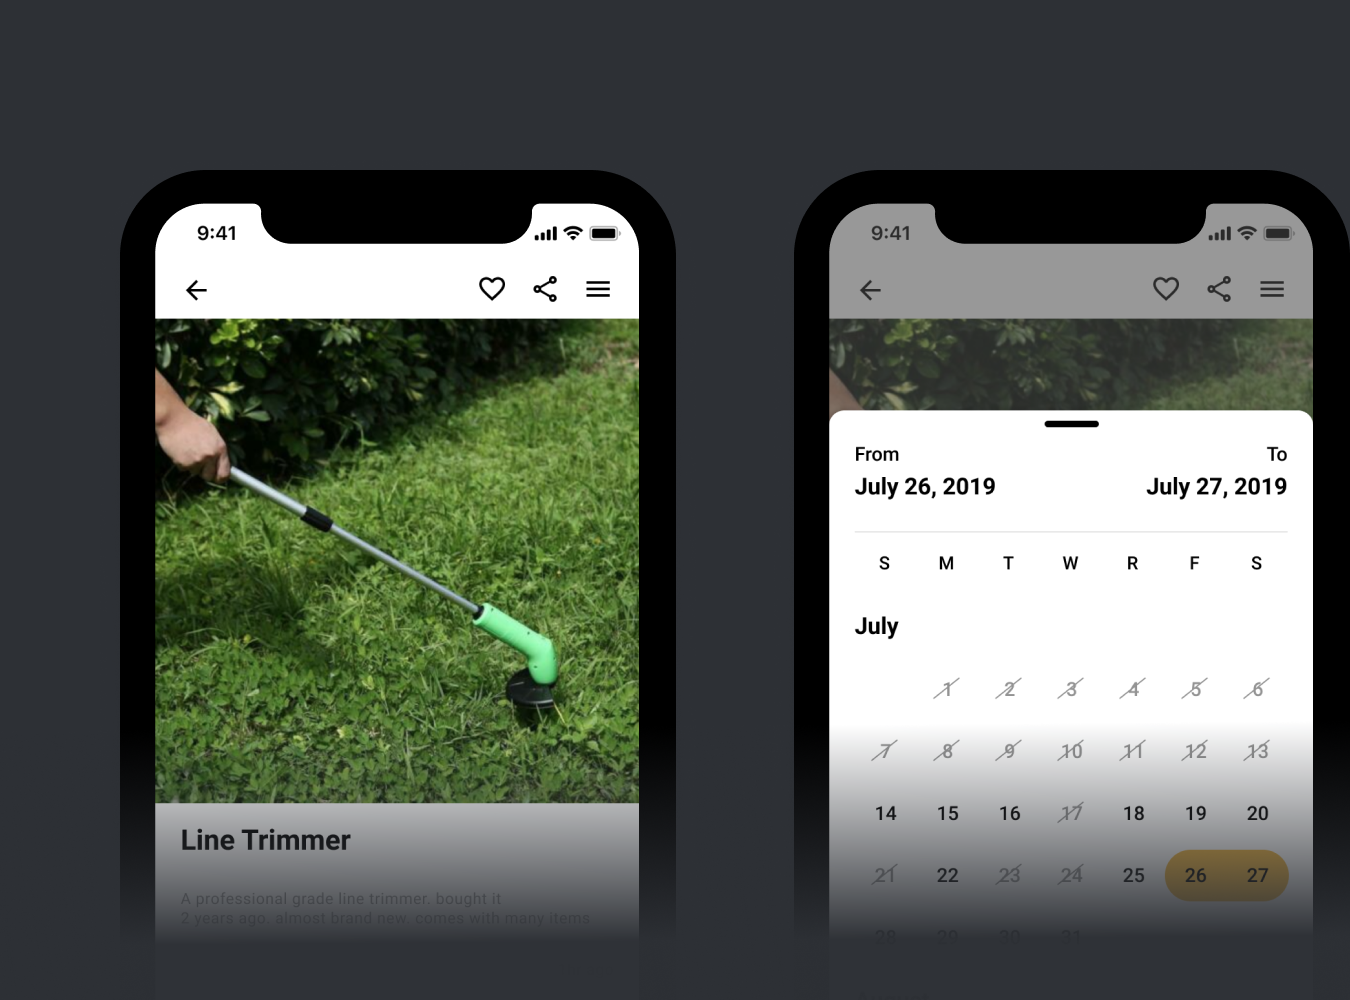 9:41
Line Trimmer
A professional grade line trimmer. bought it
2 years ago. almost brand new. comes with many items
9:41
From To
July 26, 2019 July 27, 2019
S M T W R F S
July
1 2 3 4 5 6
7 8 9 10 11 12 13
14 15 16 17 18 19 20
21 22 23 24 25 26 27
28 29 30 31